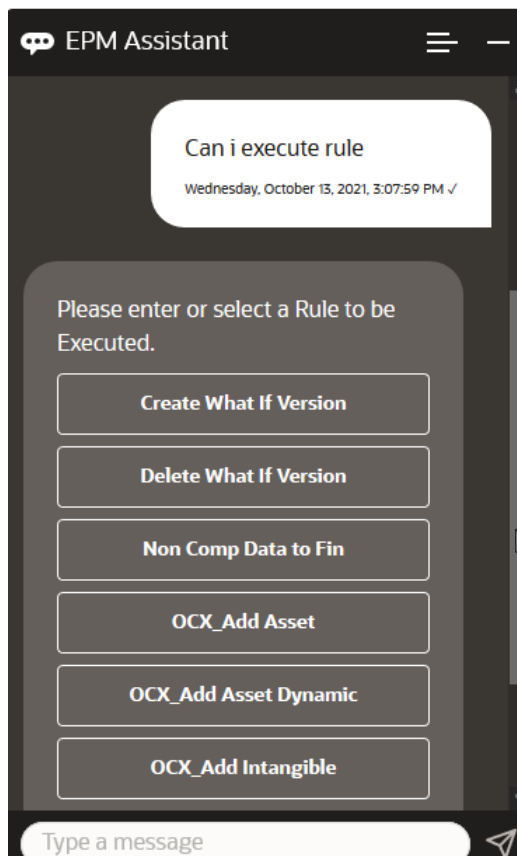 EPM Assistant
Can i execute rule
Wednesday, October 13, 2021, 3:07:59 PM ✓
Please enter or select a Rule to be
Executed.
Create What If Version
Delete What If Version
Non Comp Data to Fin
OCX_Add Asset
OCX_Add Asset Dynamic
OCX_Add Intangible
Type a message